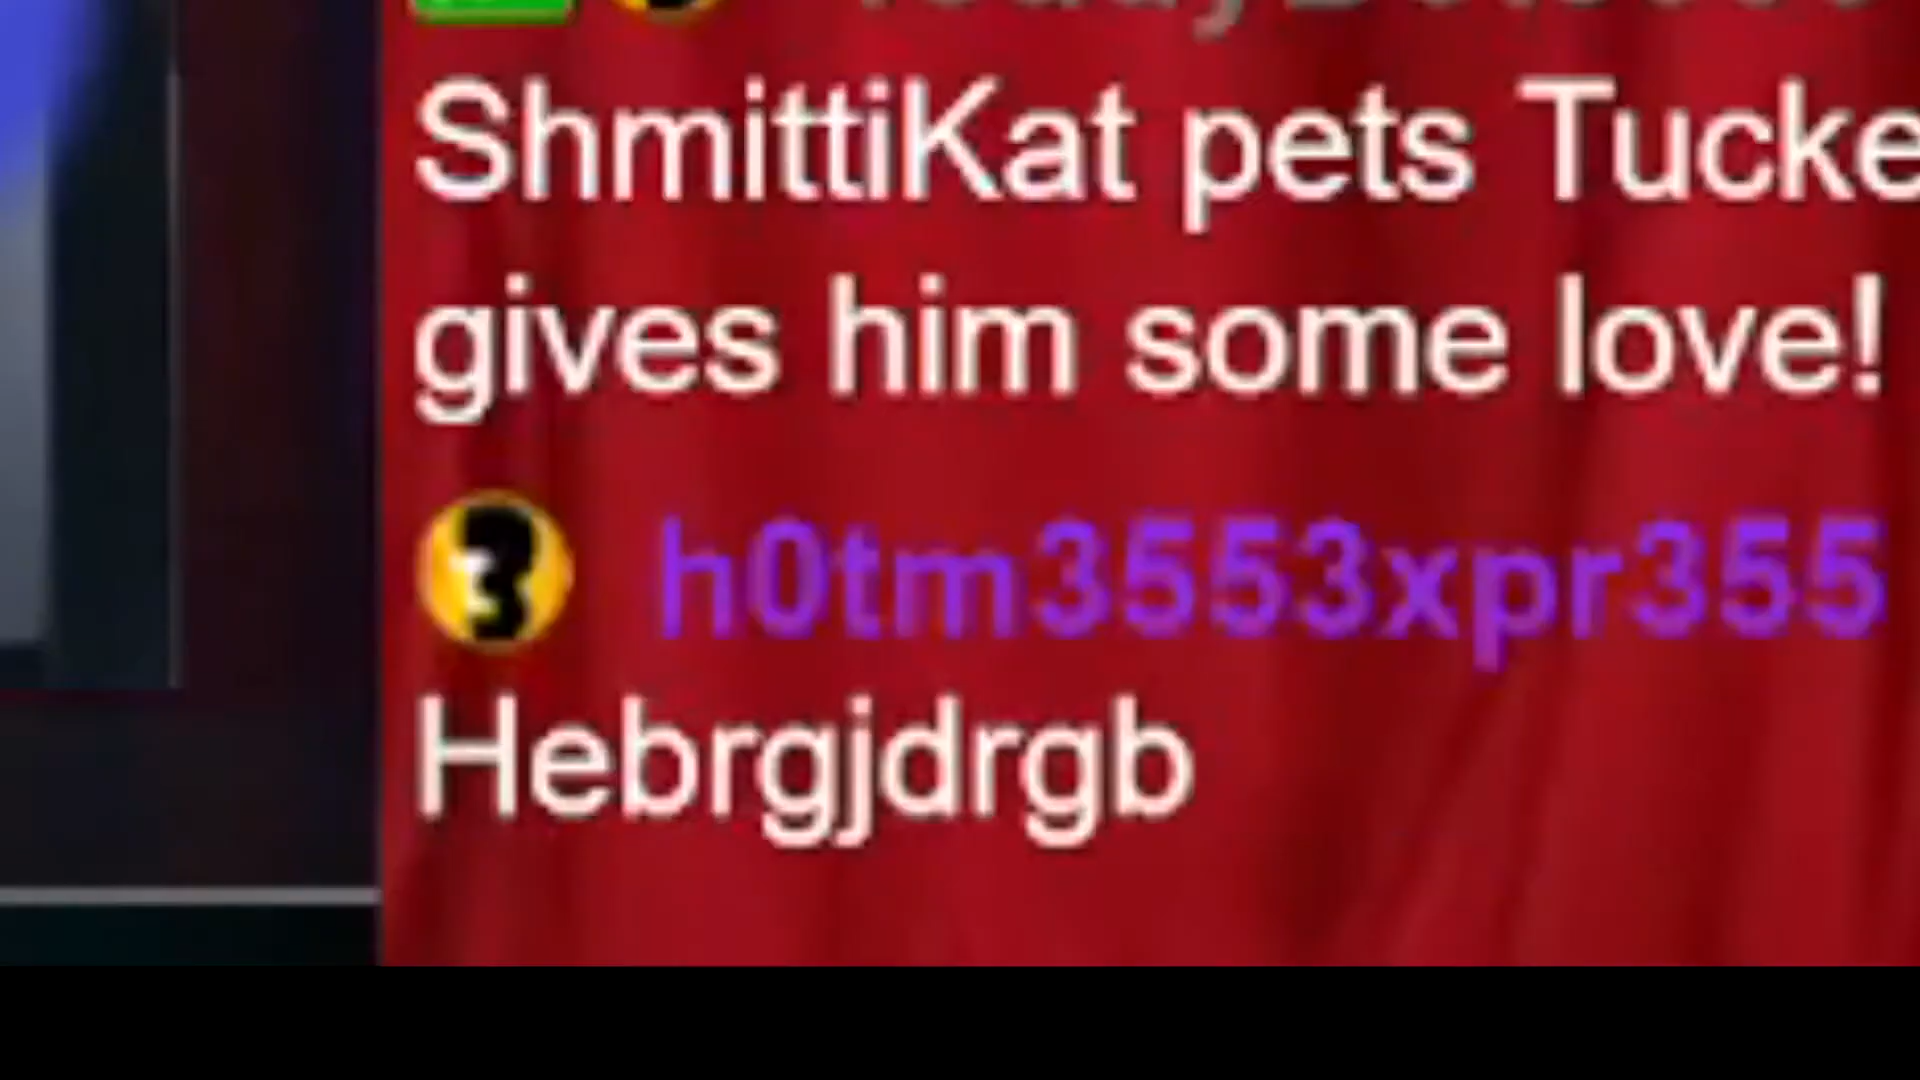 ShmittiKat pets Tucke
gives him some love!
h0tm3553xpr355
Hebrgjdrgb